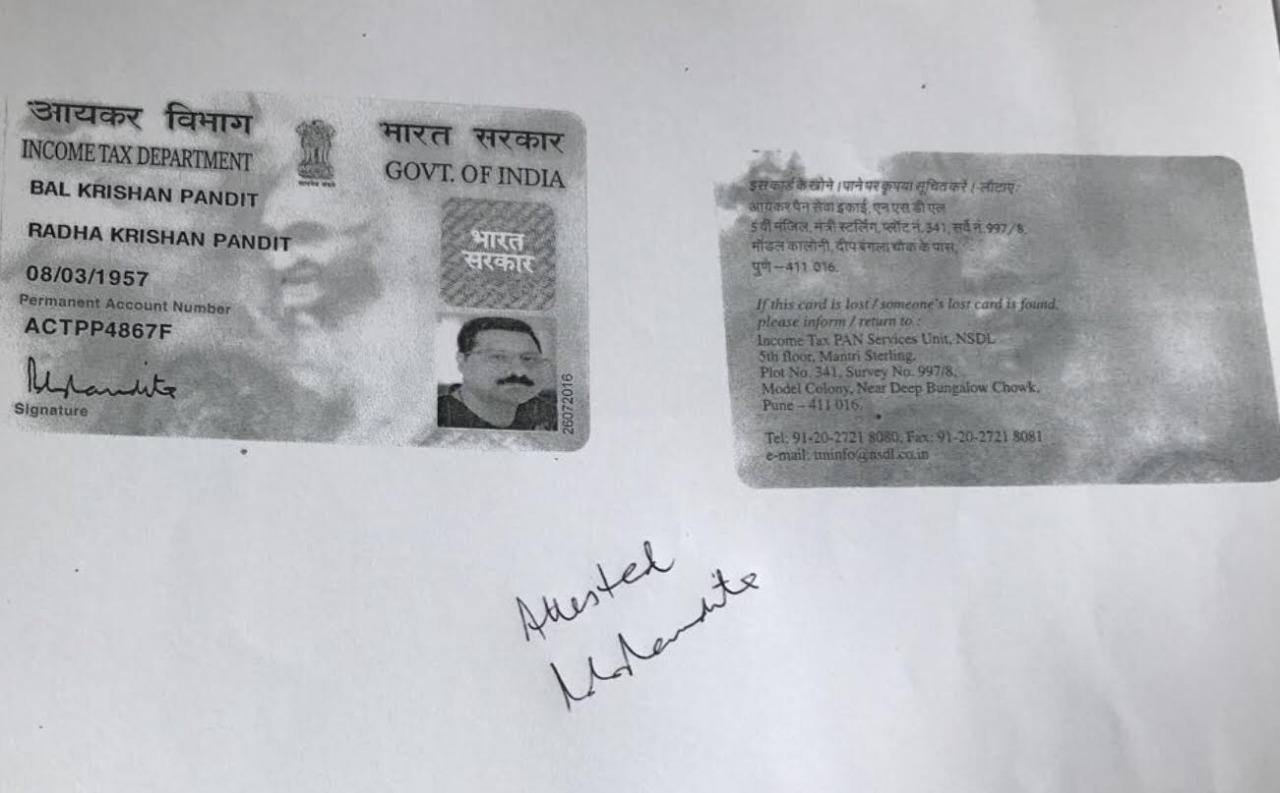 आयकर विभाग
INCOME TAX DEPARTMENT
भारत सरकार
GOVT. OF INDIA
BAL KRISHAN PANDIT
RADHA KRISHAN PANDIT
08/03/1957
Permanent Account Number
ACTPP4867F
Signature
भारत
सरकार
26072016
इस कार्ड के खोने / पाने पर कृपया सूचित करें / लौटाएं:
आयकर पैन सेवा इकाई, एन एस डी एल
5 वीं मंजिल, मंत्री स्टर्लिंग, प्लॉट नं. 341, सर्वे नं. 997/8,
मॉडल कालोनी, दीप बंगला चौक के पास,
पुणे – 411 016.
If this card is lost / someone's lost card is found,
please inform / return to :
Income Tax PAN Services Unit, NSDL
5th floor, Mantri Sterling,
Plot No. 341, Survey No. 997/8,
Model Colony, Near Deep Bungalow Chowk,
Pune – 411 016.
Tel: 91-20-2721 8080, Fax: 91-20-2721 8081
e-mail: tininfo@nsdl.co.in
Attested